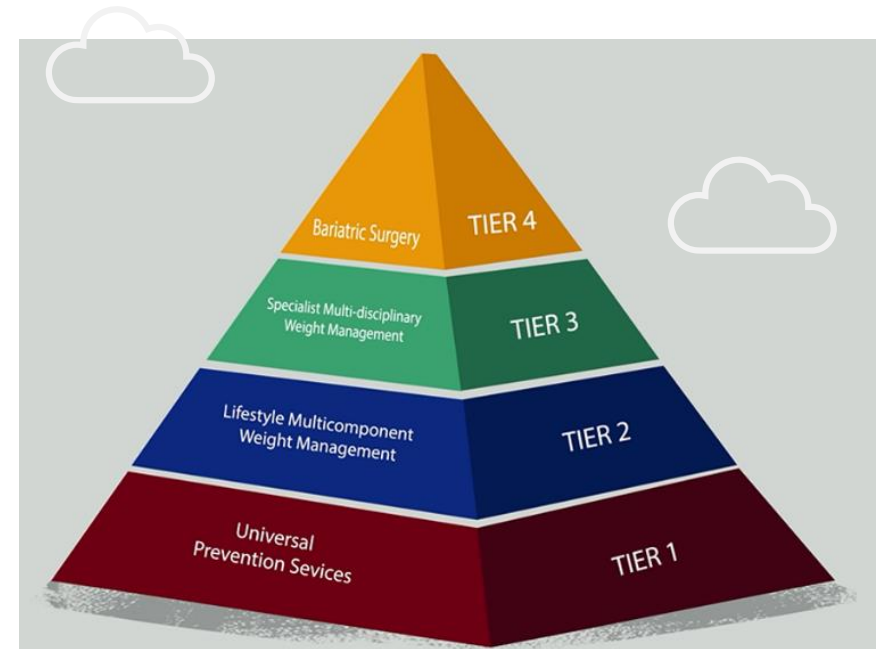 Bariatric Surgery
TIER 4
Specialist Multi-disciplinary
Weight Management
TIER 3
Lifestyle Multicomponent
Weight Management
TIER 2
Universal
Prevention Sevices
TIER 1